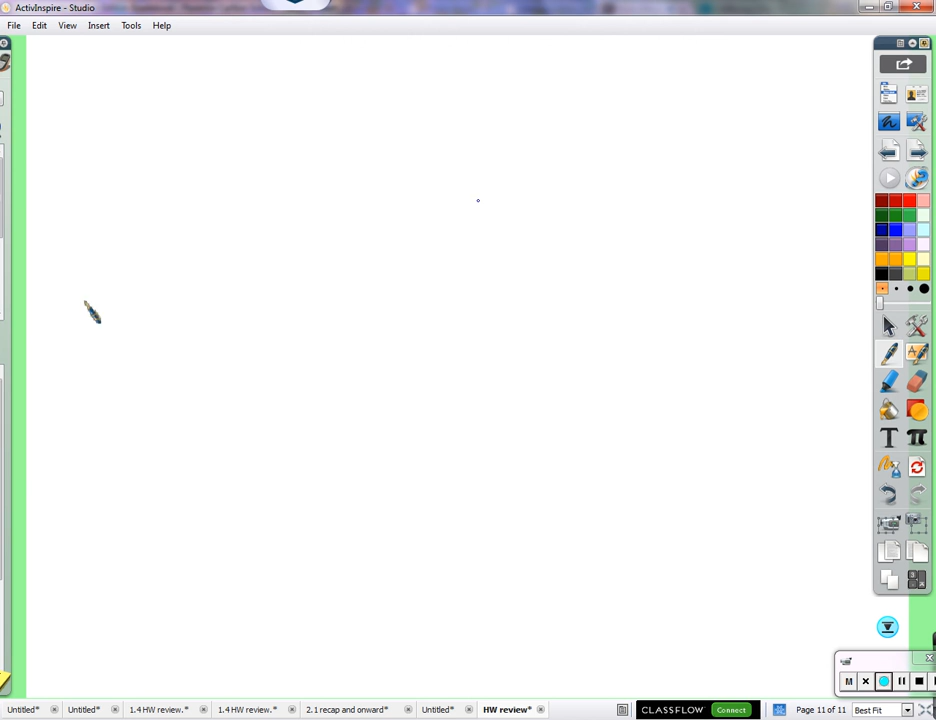 ActivInspire - Studio
File Edit View Insert Tools Help
T
Untitled* Untitled* 1.4 HW review.* 1.4 HW review.* 2.1 recap and onward* Untitled* HW review* CLASSFLOW Connect Page 11 of 11 Best Fit
M